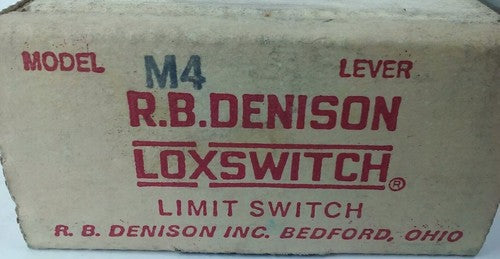 MODEL M4 LEVER
R.B.DENISON
LOXSWITCH®
LIMIT SWITCH
R. B. DENISON INC. BEDFORD, OHIO